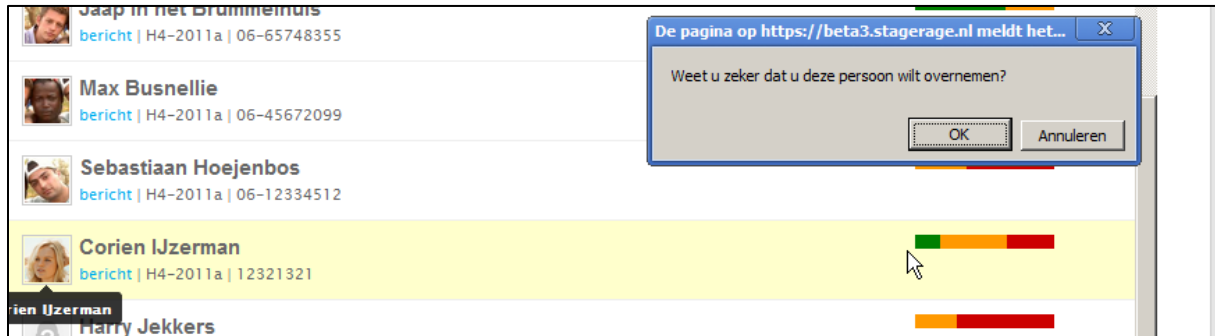 Jaap in het Brummelhuis
bericht | H4-2011a | 06-65748355
De pagina op https://beta3.stagerage.nl meldt het...
X
Weet u zeker dat u deze persoon wilt overnemen?
OK
Annuleren
Max Busnellie
bericht | H4-2011a | 06-45672099
Sebastiaan Hoejenbos
bericht | H4-2011a | 06-12334512
Corien IJzerman
bericht | H4-2011a | 12321321
rien IJzerman
Harry Jekkers